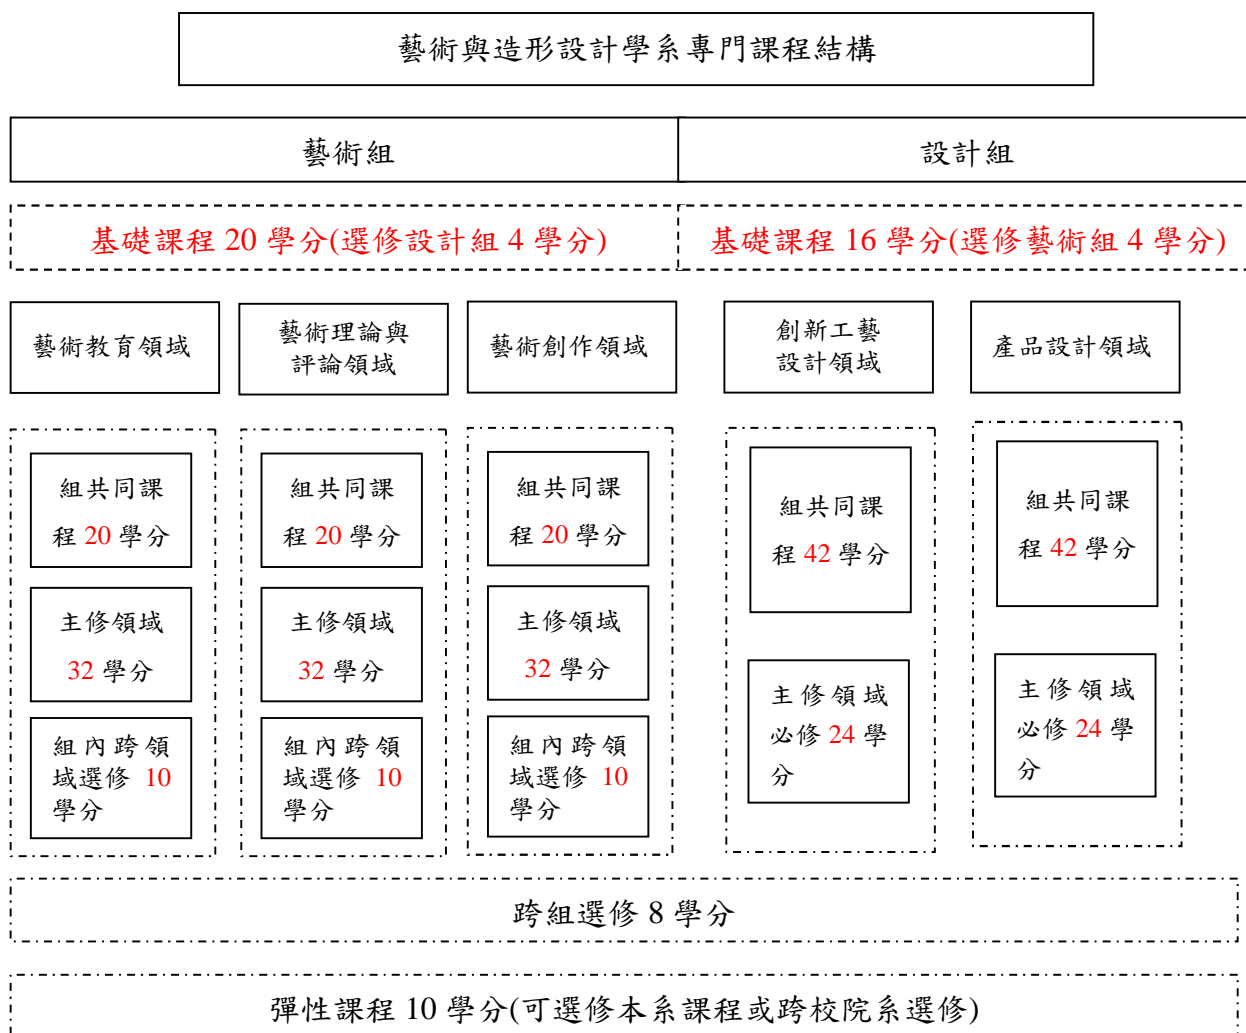 藝術與造形設計學系專門課程結構
藝術組
設計組
基礎課程 20 學分(選修設計組 4 學分)
基礎課程 16 學分(選修藝術組 4 學分)
藝術教育領域
藝術理論與
評論領域
藝術創作領域
創新工藝
設計領域
產品設計領域
組共同課
程 20 學分
主修領域
32 學分
組內跨領
域選修 10
學分
組共同課
程 20 學分
主修領域
32 學分
組內跨領
域選修 10
學分
組共同課
程 20 學分
主修領域
32 學分
組內跨領
域選修 10
學分
組共同課
程 42 學分
主修領域
必修 24 學
分
組共同課
程 42 學分
主修領域
必修 24 學
分
跨組選修 8 學分
彈性課程 10 學分(可選修本系課程或跨校院系選修)